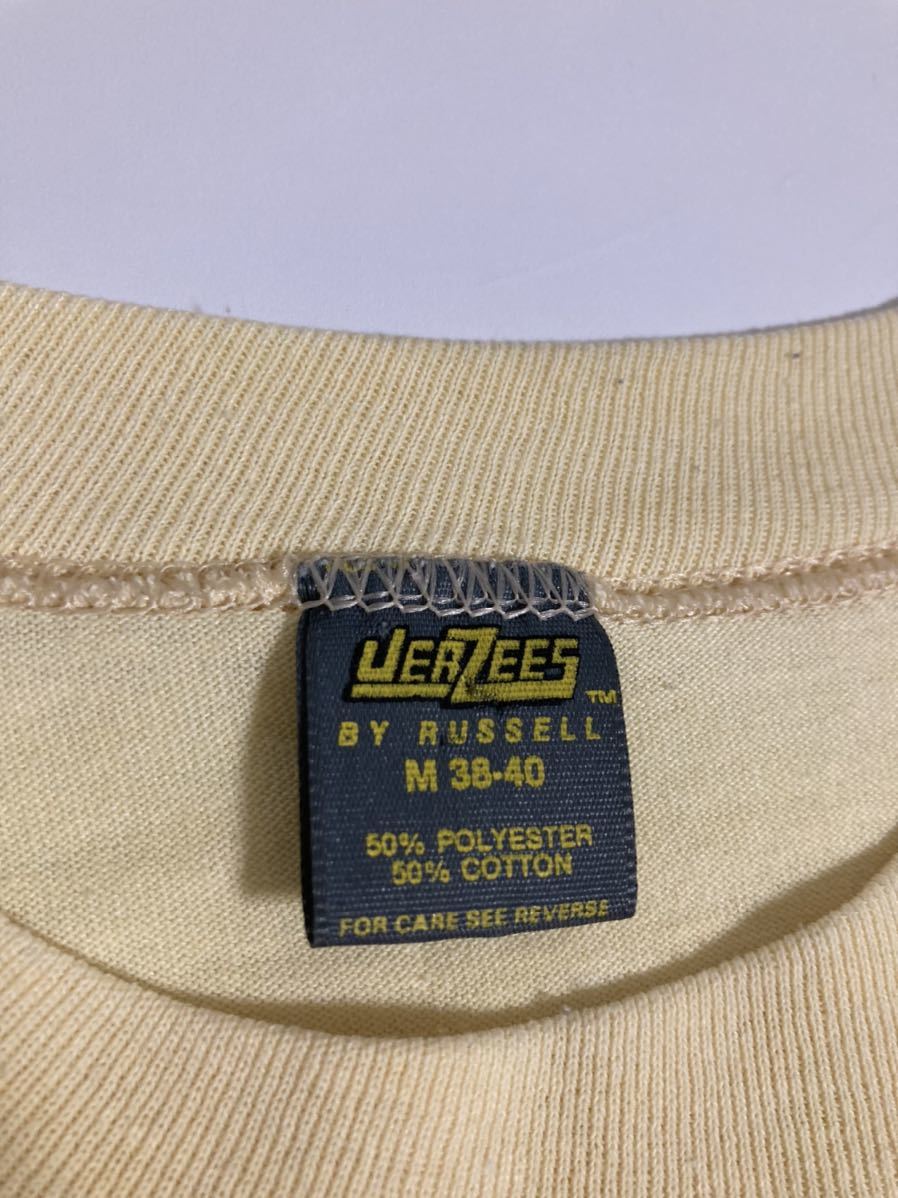 JERZEES
TM
BY RUSSELL
M 38-40
50% POLYESTER
50% COTTON
FOR CARE SEE REVERSE